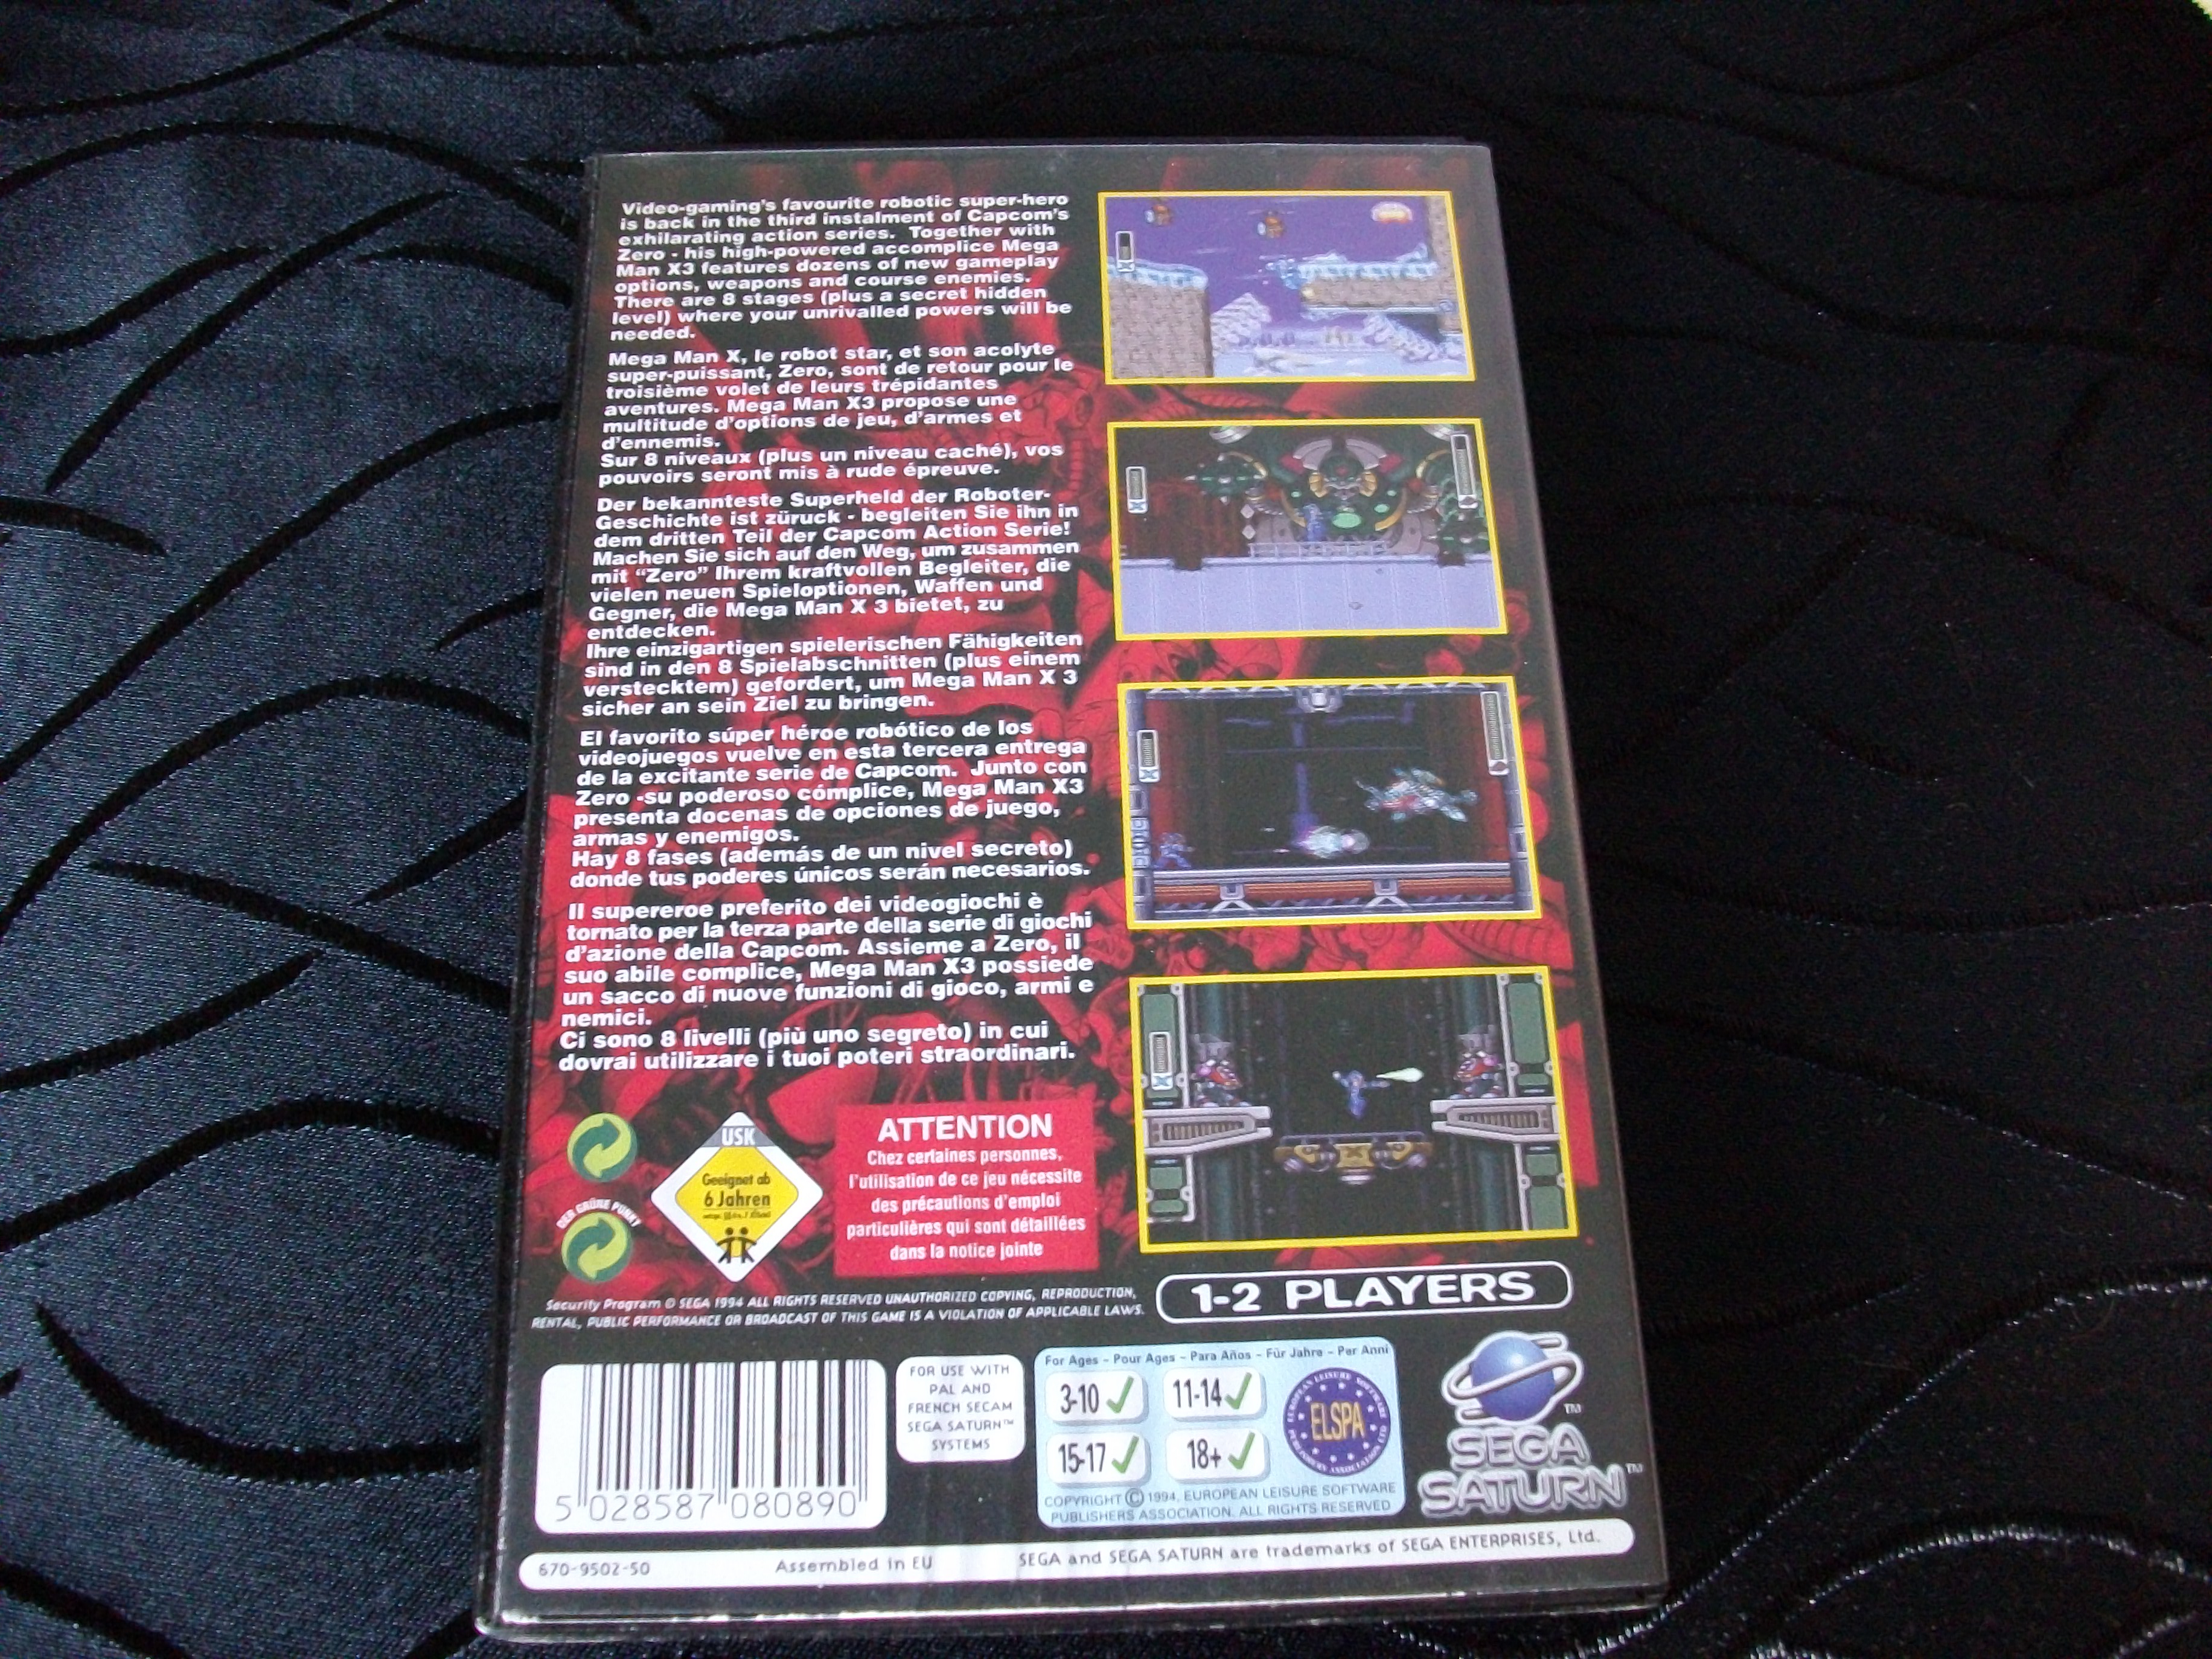 Video-gaming's favourite robotic super-hero
is back in the third instalment of Capcom's
exhilarating action series. Together with
Zero - his high-powered accomplice Mega
Man X3 features dozens of new gameplay
options, weapons and course enemies.
There are 8 stages (plus a secret hidden
level) where your unrivalled powers will be
needed.
Mega Man X, le robot star, et son acolyte
super-puissant, Zero, sont de retour pour le
troisième volet de leurs trépidantes
aventures. Mega Man X3 propose une
multitude d'options de jeu, d'armes et
d'ennemis.
Sur 8 niveaux (plus un niveau caché), vos
pouvoirs seront mis à rude épreuve.
Der bekannteste Superheld der Roboter-
Geschichte ist züruck - begleiten Sie ihn in
dem dritten Teil der Capcom Action Serie!
Machen Sie sich auf den Weg, um zusammen
mit “Zero” Ihrem kraftvollen Begleiter, die
vielen neuen Spieloptionen, Waffen und
Gegner, die Mega Man X 3 bietet, zu
entdecken.
Ihre einzigartigen spielerischen Fähigkeiten
sind in den 8 Spielabschnitten (plus einem
verstecktem) gefordert, um Mega Man X 3
sicher an sein Ziel zu bringen.
El favorito súper héroe robótico de los
videojuegos vuelve en esta tercera entrega
de la excitante serie de Capcom. Junto con
Zero -su poderoso cómplice, Mega Man X3
presenta docenas de opciones de juego,
armas y enemigos.
Hay 8 fases (además de un nivel secreto)
donde tus poderes únicos serán necesarios.
Il supereroe preferito dei videogiochi è
tornato per la terza parte della serie di giochi
d'azione della Capcom. Assieme a Zero, il
suo abile complice, Mega Man X3 possiede
un sacco di nuove funzioni di gioco, armi e
nemici.
Ci sono 8 livelli (più uno segreto) in cui
dovrai utilizzare i tuoi poteri straordinari.
DER GRÜNE PUNKT
USK
Geeignet ab
6 Jahren
ATTENTION
Chez certaines personnes,
l'utilisation de ce jeu nécessite
des précautions d'emploi
particulières qui sont détaillées
dans la notice jointe
Security Program © SEGA 1994 ALL RIGHTS RESERVED UNAUTHORIZED COPYING, REPRODUCTION,
RENTAL, PUBLIC PERFORMANCE OR BROADCAST OF THIS GAME IS A VIOLATION OF APPLICABLE LAWS.
1-2 PLAYERS
5 028587 080890
FOR USE WITH
PAL AND
FRENCH SECAM
SEGA SATURN™
SYSTEMS
For Ages - Pour Ages - Para Años - Für Jahre - Per Anni
3-10 11-14
15-17 18+
EUROPEAN LEISURE SOFTWARE PUBLISHERS ASSOCIATION LTD
ELSPA
COPYRIGHT © 1994. EUROPEAN LEISURE SOFTWARE
PUBLISHERS ASSOCIATION. ALL RIGHTS RESERVED
TM
SEGA
SATURN™
670-9502-50 Assembled in EU SEGA and SEGA SATURN are trademarks of SEGA ENTERPRISES, Ltd.